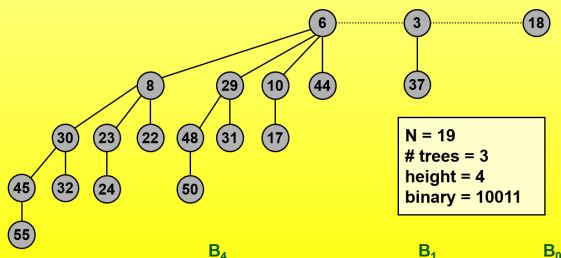 6 3 18
8 29 10 44 37
30 23 22 48 31 17
45 32 24 50
55
N = 19
# trees = 3
height = 4
binary = 10011
B4 B1 B0